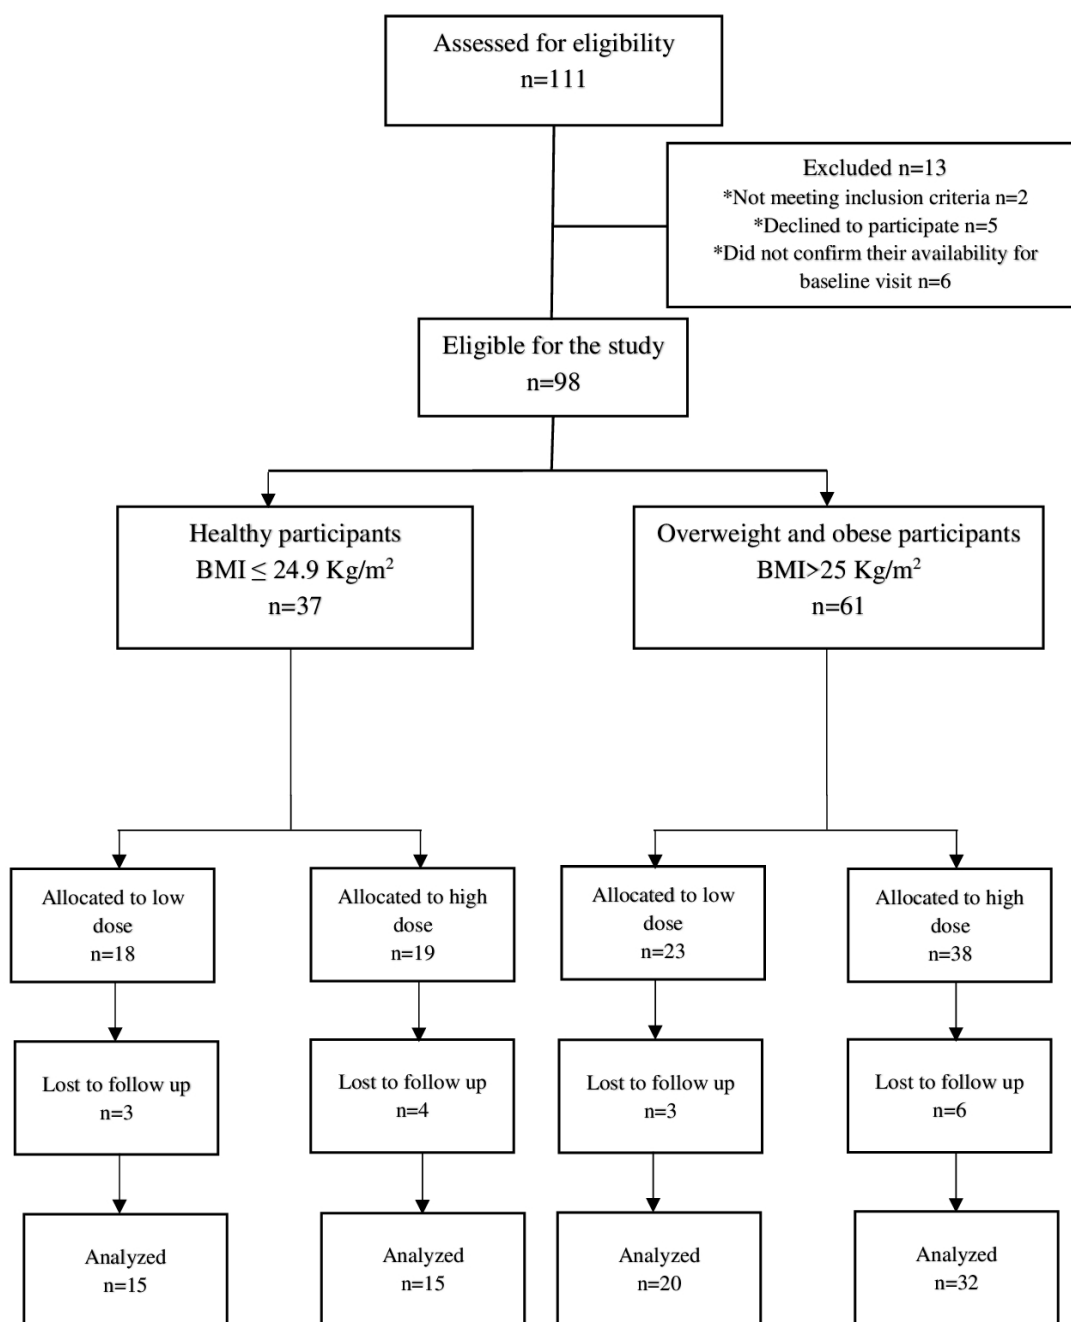 Assessed for eligibility
n=111
Excluded n=13
*Not meeting inclusion criteria n=2
*Declined to participate n=5
*Did not confirm their availability for
baseline visit n=6
Eligible for the study
n=98
Healthy participants
BMI ≤ 24.9 Kg/m²
n=37
Overweight and obese participants
BMI>25 Kg/m²
n=61
Allocated to low
dose
n=18
Allocated to high
dose
n=19
Allocated to low
dose
n=23
Allocated to high
dose
n=38
Lost to follow up
n=3
Lost to follow up
n=4
Lost to follow up
n=3
Lost to follow up
n=6
Analyzed
n=15
Analyzed
n=15
Analyzed
n=20
Analyzed
n=32